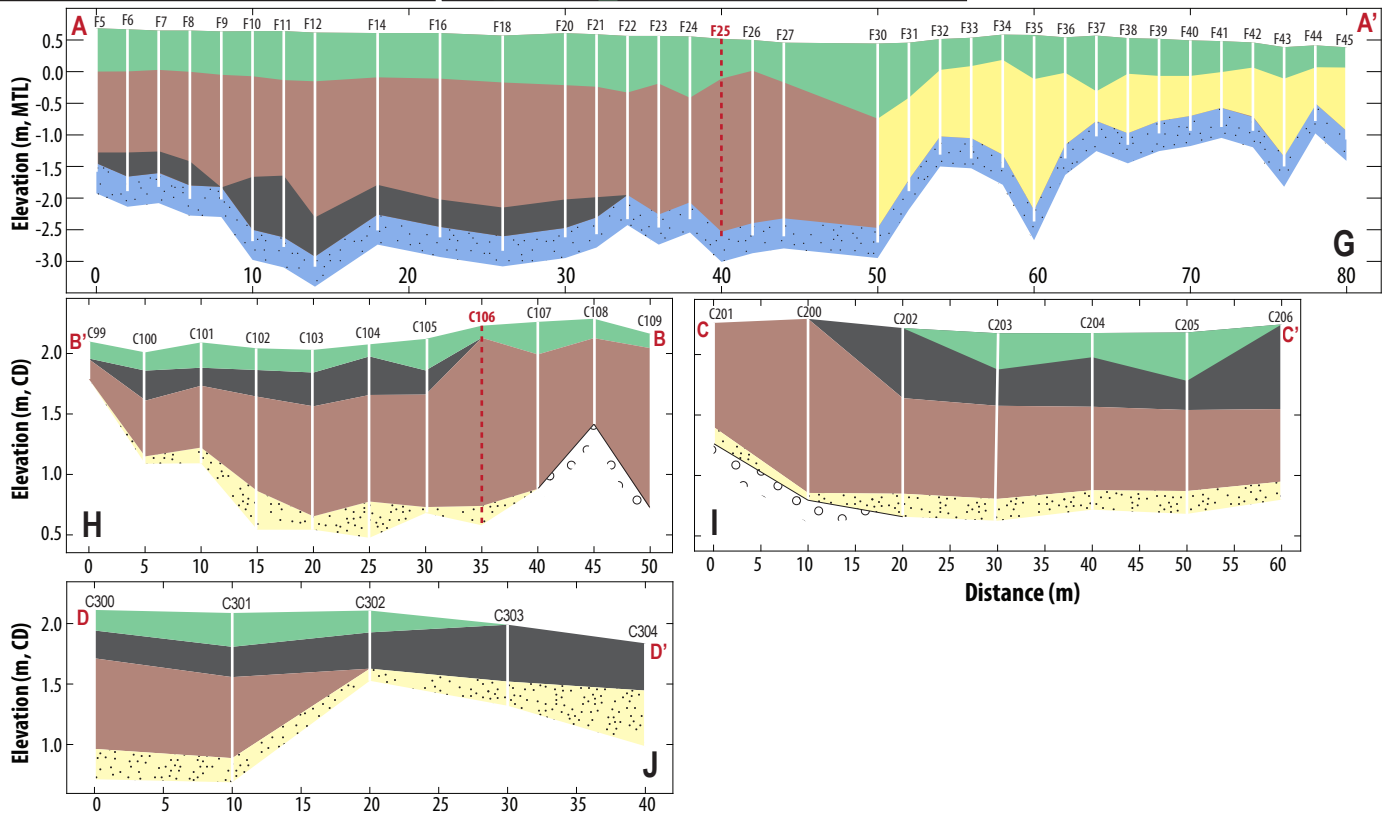 A A'
F5 F6 F7 F8 F9 F10 F11 F12 F14 F16 F18 F20 F21 F22 F23 F24 F25 F26 F27 F30 F31 F32 F33 F34 F35 F36 F37 F38 F39 F40 F41 F42 F43 F44 F45
Elevation (m, MTL)
0.5
0.0
-0.5
-1.0
-1.5
-2.0
-2.5
-3.0
G
0 10 20 30 40 50 60 70 80
B' B
C99 C100 C101 C102 C103 C104 C105 C106 C107 C108 C109
Elevation (m, CD)
2.0
1.5
1.0
0.5
H
0 5 10 15 20 25 30 35 40 45 50
C C'
C201 C200 C202 C203 C204 C205 C206
I
0 5 10 15 20 25 30 35 40 45 50 55 60
Distance (m)
D D'
C300 C301 C302 C303 C304
Elevation (m, CD)
2.0
1.5
1.0
J
0 10 20 30 40